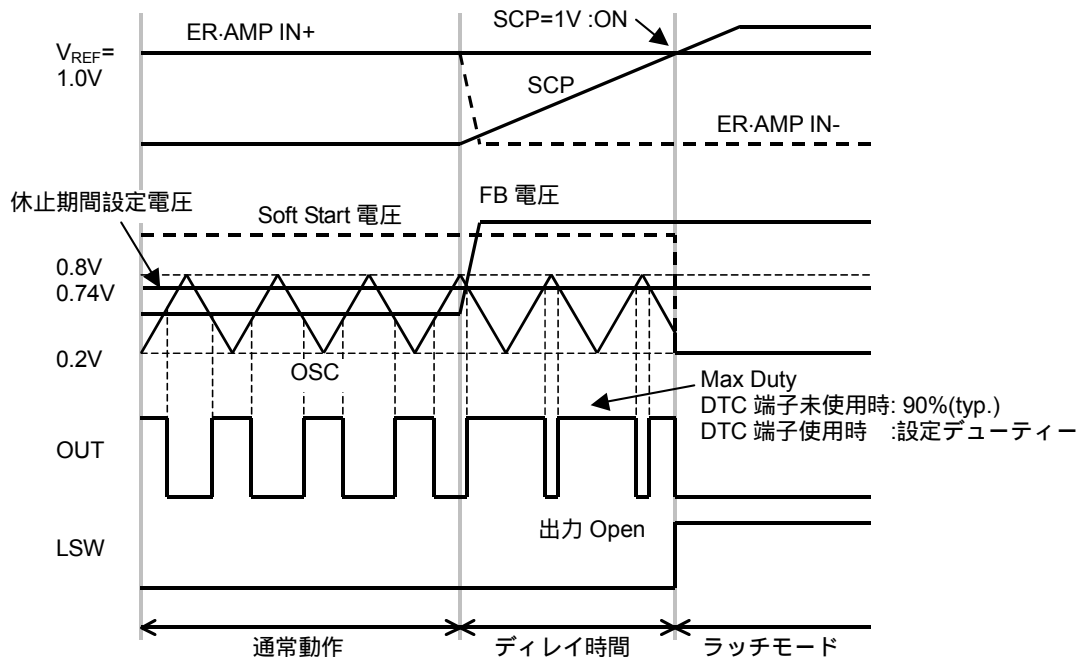 SCP=1V :ON
ER·AMP IN+
VREF=
1.0V
SCP
ER·AMP IN-
休止期間設定電圧
FB 電圧
Soft Start 電圧
0.8V
0.74V
0.2V
OSC
Max Duty
DTC 端子未使用時: 90%(typ.)
DTC 端子使用時 :設定デューティー
OUT
出力 Open
LSW
通常動作
ディレイ時間
ラッチモード